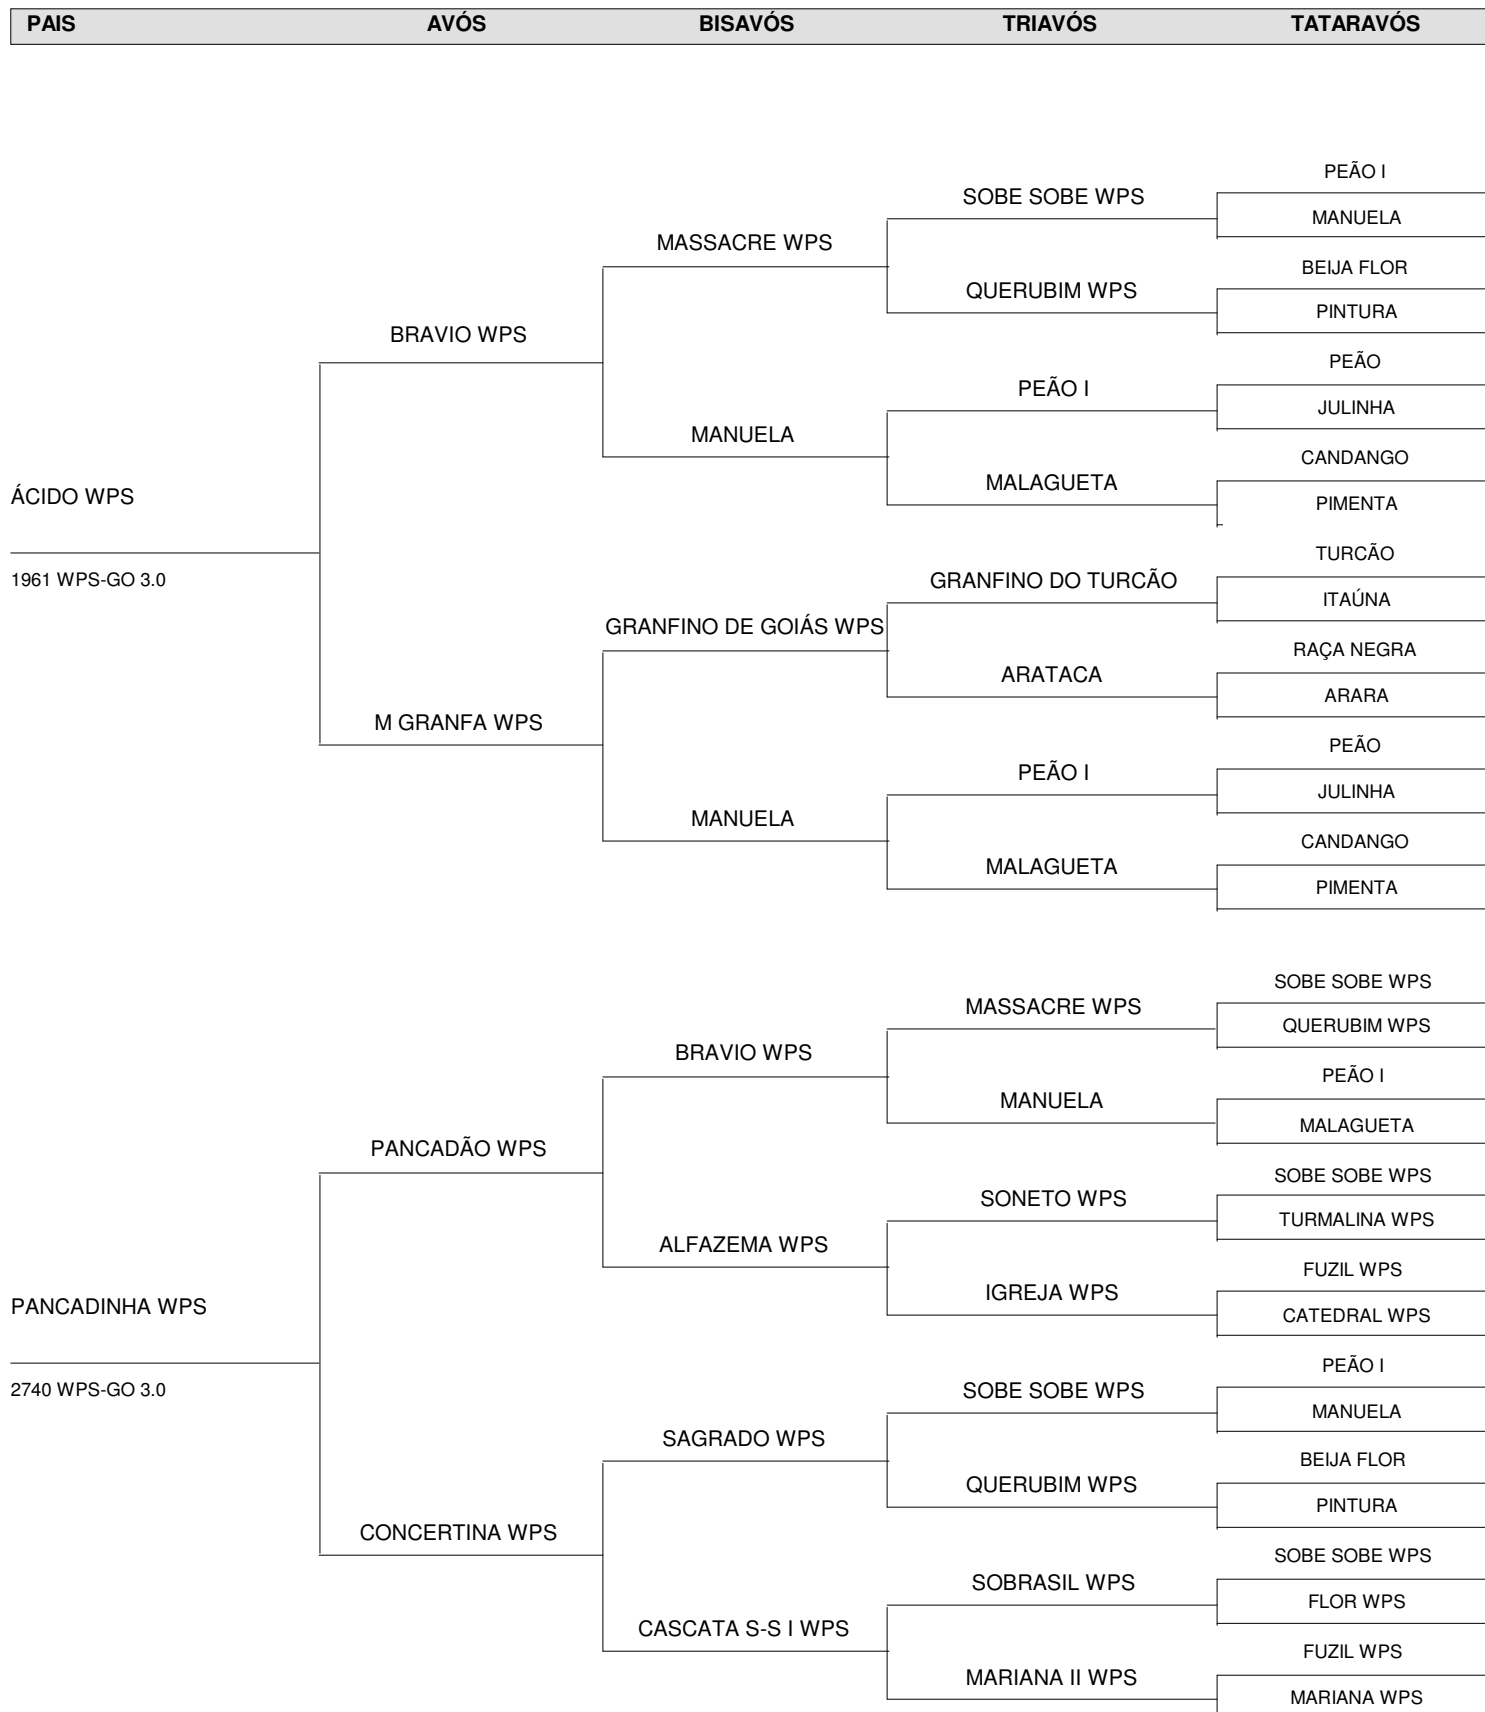 PAIS AVÓS BISAVÓS TRIAVÓS TATARAVÓS
PEÃO I
SOBE SOBE WPS
MANUELA
MASSACRE WPS
BEIJA FLOR
QUERUBIM WPS
PINTURA
BRAVIO WPS
PEÃO
PEÃO I
JULINHA
MANUELA
CANDANGO
MALAGUETA
ÁCIDO WPS
PIMENTA
TURCÃO
1961 WPS-GO 3.0
GRANFINO DO TURCÃO
ITAÚNA
GRANFINO DE GOIÁS WPS
RAÇA NEGRA
ARATACA
ARARA
M GRANFA WPS
PEÃO
PEÃO I
JULINHA
MANUELA
CANDANGO
MALAGUETA
PIMENTA
SOBE SOBE WPS
MASSACRE WPS
QUERUBIM WPS
BRAVIO WPS
PEÃO I
MANUELA
MALAGUETA
PANCADÃO WPS
SOBE SOBE WPS
SONETO WPS
TURMALINA WPS
ALFAZEMA WPS
FUZIL WPS
IGREJA WPS
PANCADINHA WPS
CATEDRAL WPS
PEÃO I
2740 WPS-GO 3.0
SOBE SOBE WPS
MANUELA
SAGRADO WPS
BEIJA FLOR
QUERUBIM WPS
PINTURA
CONCERTINA WPS
SOBE SOBE WPS
SOBRASIL WPS
FLOR WPS
CASCATA S-S I WPS
FUZIL WPS
MARIANA II WPS
MARIANA WPS